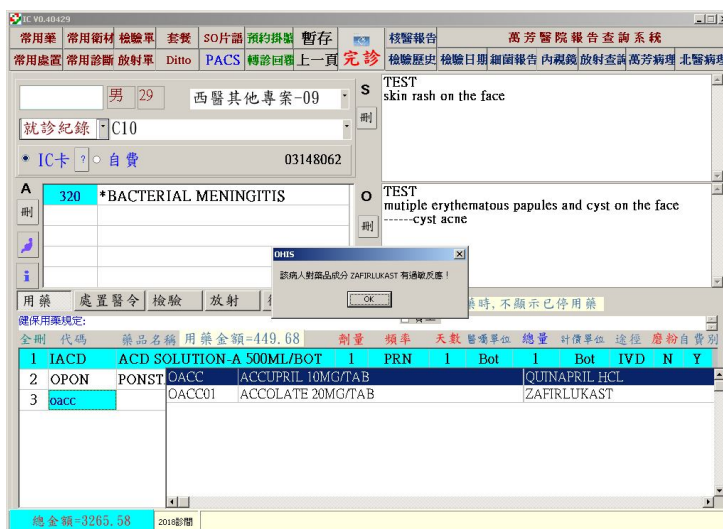 IC V0.40429
常用藥 常用衛材 檢驗單 套餐 SO片語 預約掛號 暫存 核醫報告 萬芳醫院報告查詢系統
常用處置 常用診斷 放射單 Ditto PACS 轉診回覆 上一頁 完診 檢驗歷史 檢驗日期 細菌報告 內視鏡 放射查詢 萬芳病理 北醫病理
男 29 西醫其他專案-09
就診紀錄 C10
IC卡 ? 自費 03148062
S
刪
TEST
skin rash on the face
A
刪
320 *BACTERIAL MENINGITIS
O
刪
TEST
mutiple erythematous papules and cyst on the face
------cyst acne
OHIS
該病人對藥品成分 ZAFIRLUKAST 有過敏反應！
OK
用藥 處置醫令 檢驗 放射
藥時,不顯示已停用藥
健保用藥規定:
全刪 代碼 藥品名稱 用藥金額=449.68 劑量 頻率 天數 醫囑單位 總量 計價單位 途徑 磨粉 自費別
1 IACD ACD SOLUTION-A 500ML/BOT 1 PRN 1 Bot 1 Bot IVD N Y
2 OPON PONST OACC ACCUPRIL 10MG/TAB QUINAPRIL HCL
3 oacc OACC01 ACCOLATE 20MG/TAB ZAFIRLUKAST
總金額=3265.58 2018診間